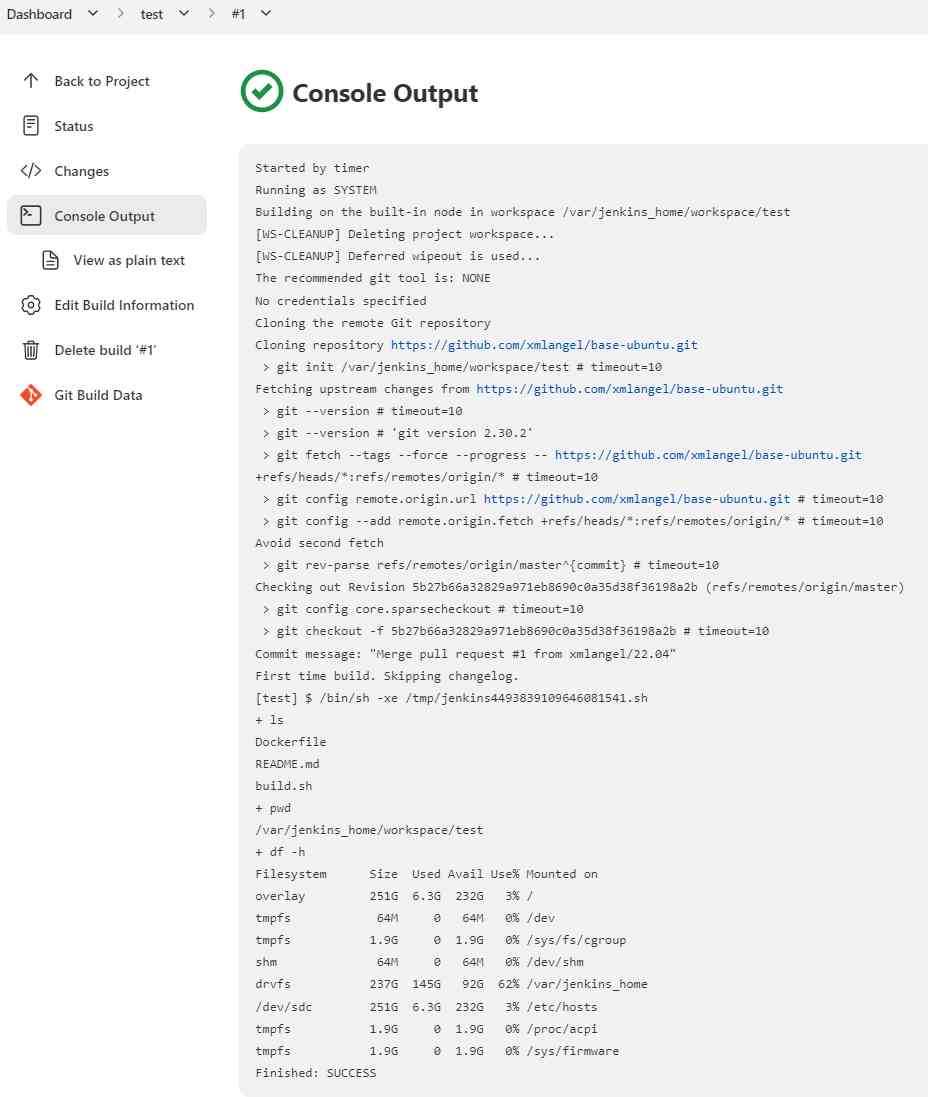 Dashboard > test > #1
Back to Project
Status
Changes
Console Output
View as plain text
Edit Build Information
Delete build ‘#1’
Git Build Data
Console Output
Started by timer
Running as SYSTEM
Building on the built-in node in workspace /var/jenkins_home/workspace/test
[WS-CLEANUP] Deleting project workspace...
[WS-CLEANUP] Deferred wipeout is used...
The recommended git tool is: NONE
No credentials specified
Cloning the remote Git repository
Cloning repository https://github.com/xmlangel/base-ubuntu.git
 > git init /var/jenkins_home/workspace/test # timeout=10
Fetching upstream changes from https://github.com/xmlangel/base-ubuntu.git
 > git --version # timeout=10
 > git --version # 'git version 2.30.2'
 > git fetch --tags --force --progress -- https://github.com/xmlangel/base-ubuntu.git
+refs/heads/*:refs/remotes/origin/* # timeout=10
 > git config remote.origin.url https://github.com/xmlangel/base-ubuntu.git # timeout=10
 > git config --add remote.origin.fetch +refs/heads/*:refs/remotes/origin/* # timeout=10
Avoid second fetch
 > git rev-parse refs/remotes/origin/master^{commit} # timeout=10
Checking out Revision 5b27b66a32829a971eb8690c0a35d38f36198a2b (refs/remotes/origin/master)
 > git config core.sparsecheckout # timeout=10
 > git checkout -f 5b27b66a32829a971eb8690c0a35d38f36198a2b # timeout=10
Commit message: "Merge pull request #1 from xmlangel/22.04"
First time build. Skipping changelog.
[test] $ /bin/sh -xe /tmp/jenkins4493839109646081541.sh
+ ls
Dockerfile
README.md
build.sh
+ pwd
/var/jenkins_home/workspace/test
+ df -h
Filesystem      Size  Used Avail Use% Mounted on
overlay         251G  6.3G  232G   3% /
tmpfs            64M     0   64M   0% /dev
tmpfs           1.9G     0  1.9G   0% /sys/fs/cgroup
shm              64M     0   64M   0% /dev/shm
drvfs           237G  145G   92G  62% /var/jenkins_home
/dev/sdc        251G  6.3G  232G   3% /etc/hosts
tmpfs           1.9G     0  1.9G   0% /proc/acpi
tmpfs           1.9G     0  1.9G   0% /sys/firmware
Finished: SUCCESS